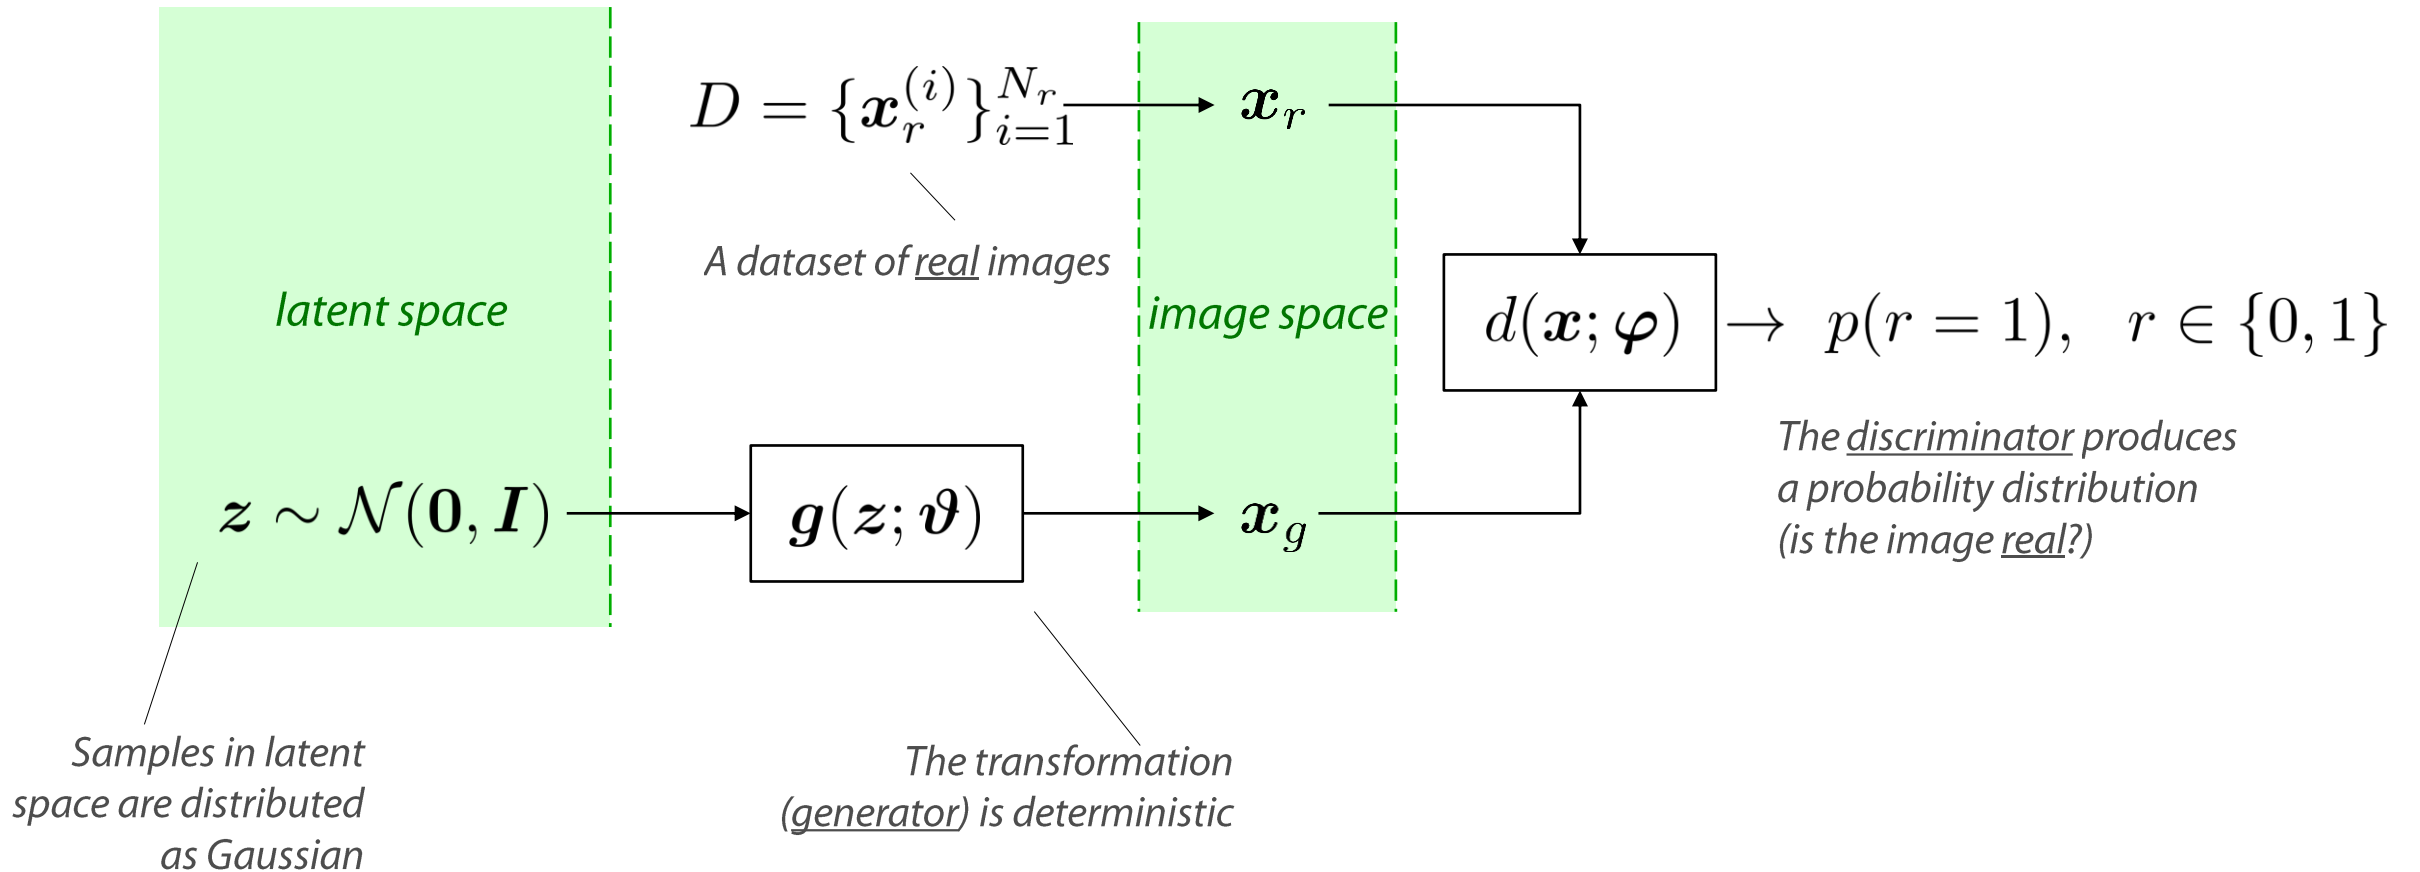 D = {x_r^{(i)}}_{i=1}^{N_r}
x_r
A dataset of real images
latent space
image space
d(x; φ) → p(r = 1), r ∈ {0, 1}
The discriminator produces
a probability distribution
(is the image real?)
z ∼ 𝒩(0, I)
g(z; ϑ)
x_g
Samples in latent
space are distributed
as Gaussian
The transformation
(generator) is deterministic